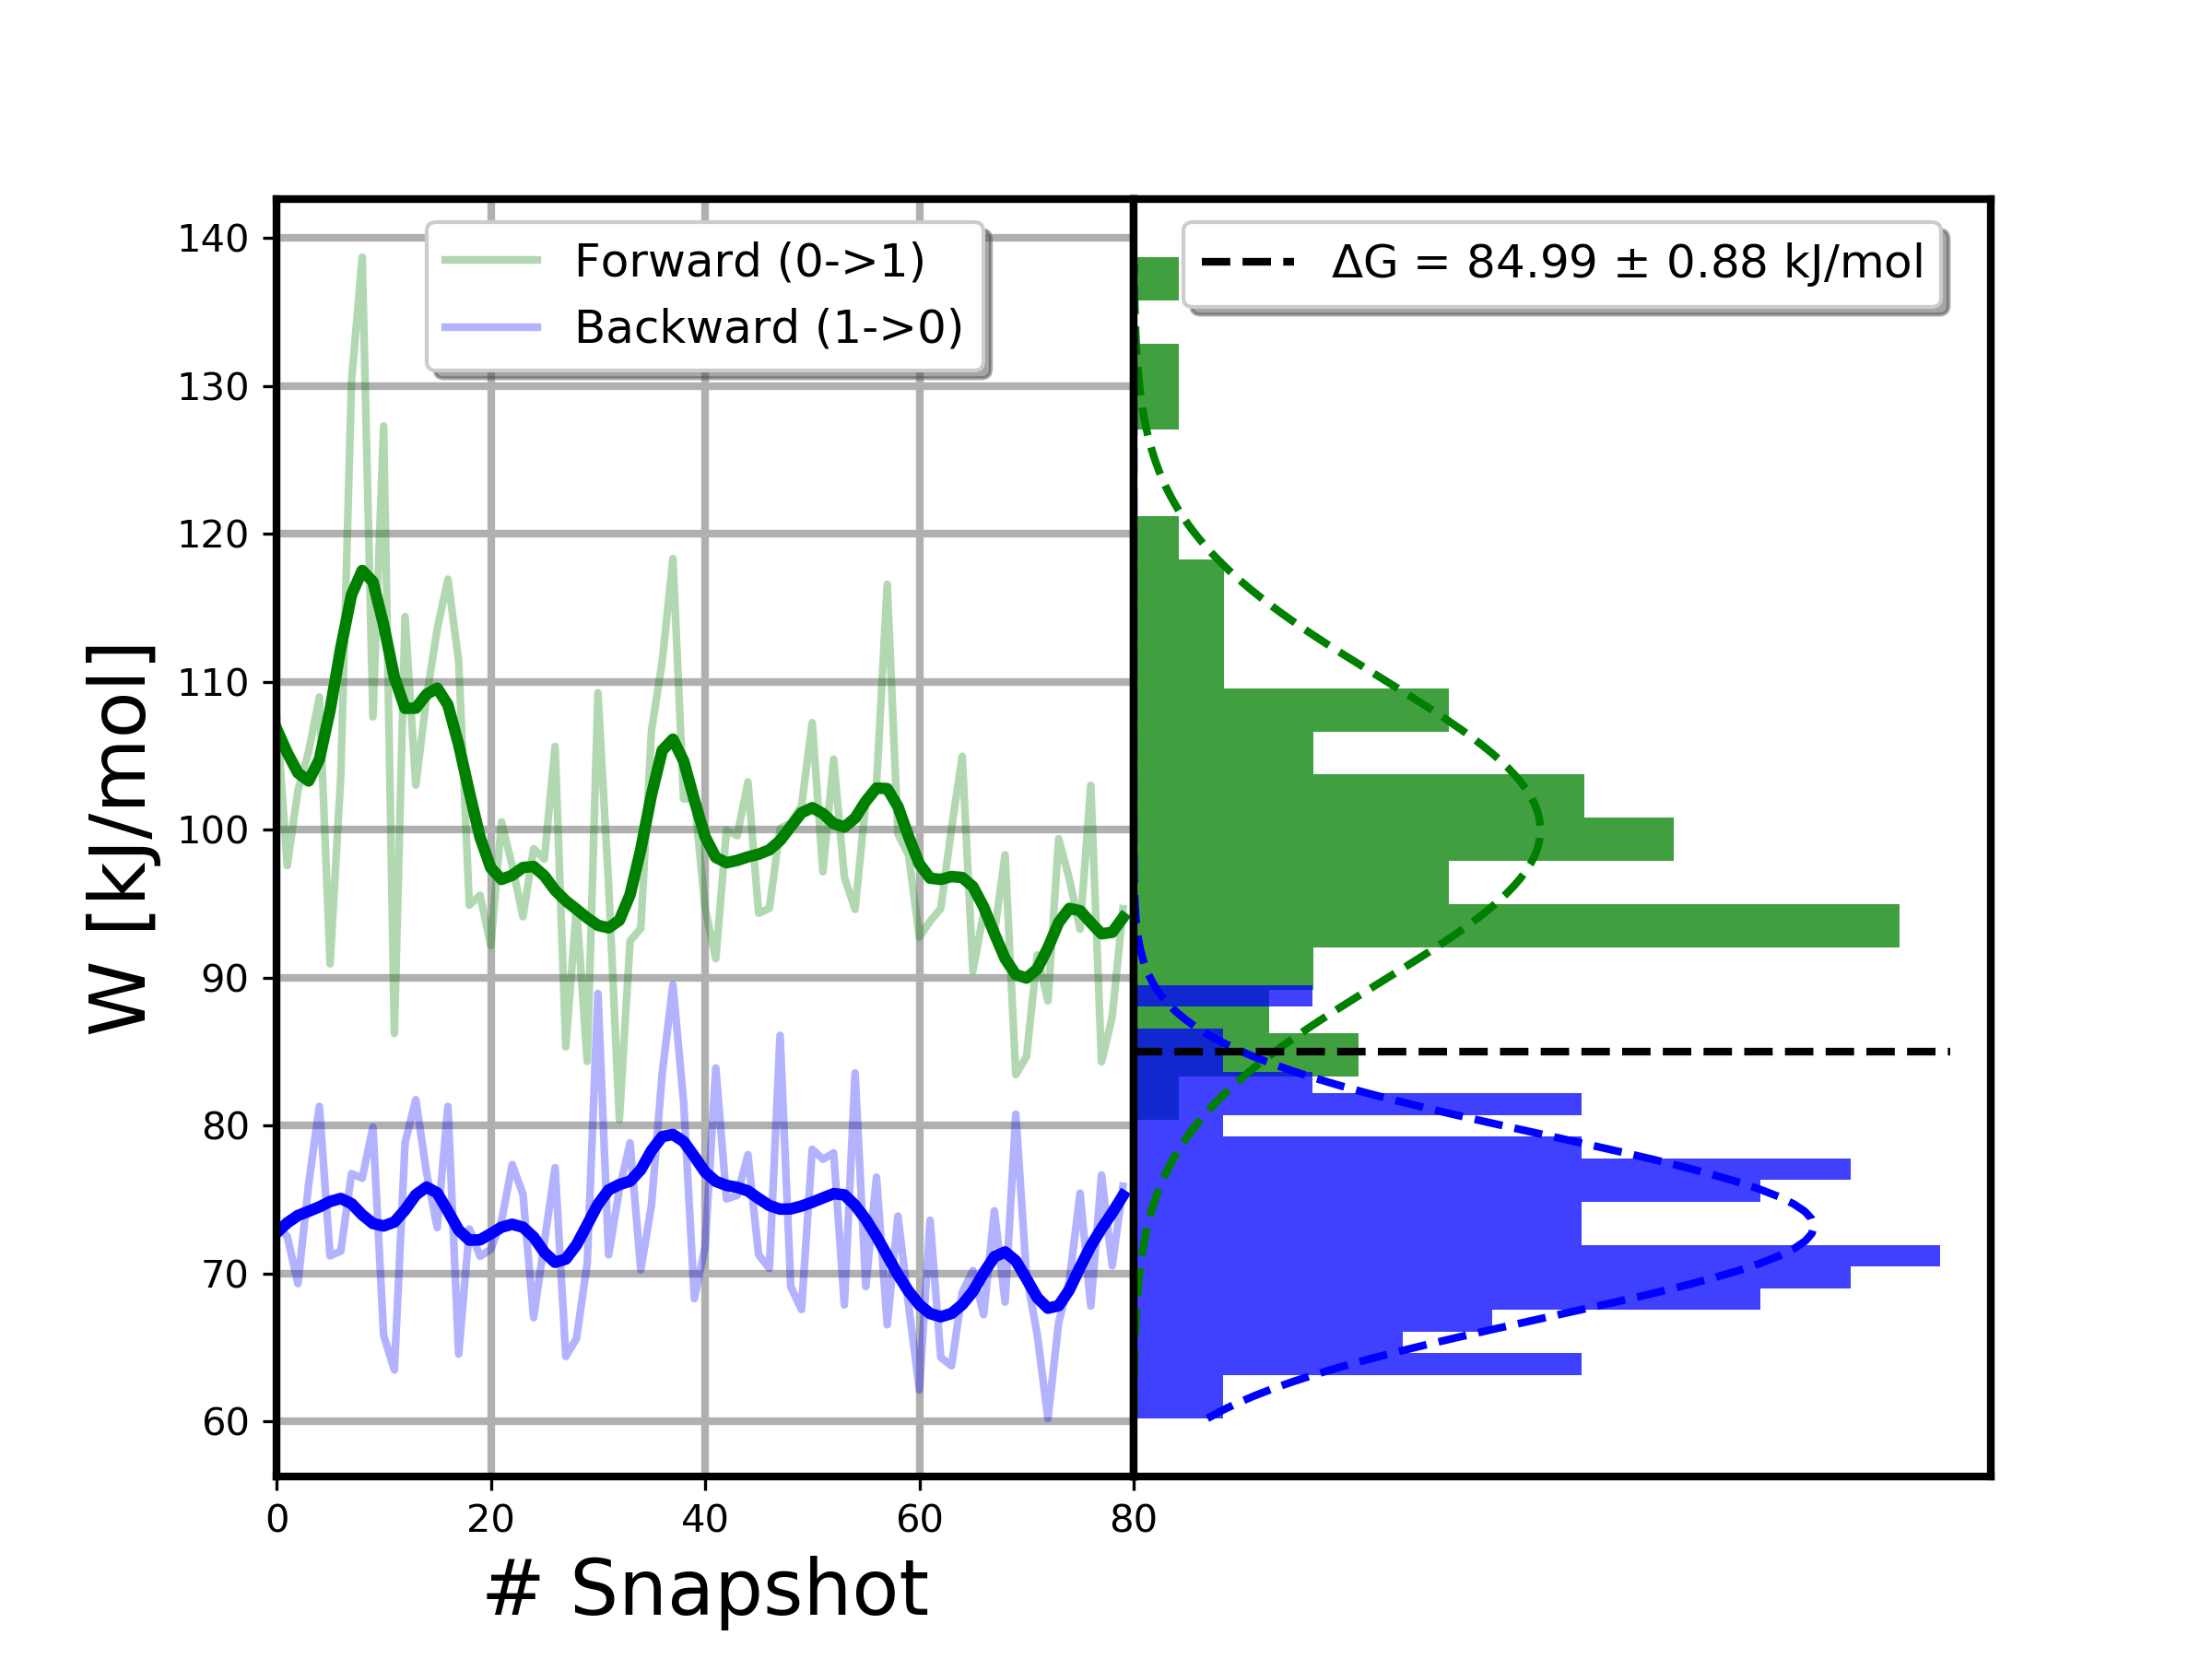 Forward (0->1)
Backward (1->0)
ΔG = 84.99 ± 0.88 kJ/mol
W [kJ/mol]
140
130
120
110
100
90
80
70
60
0 20 40 60 80
# Snapshot